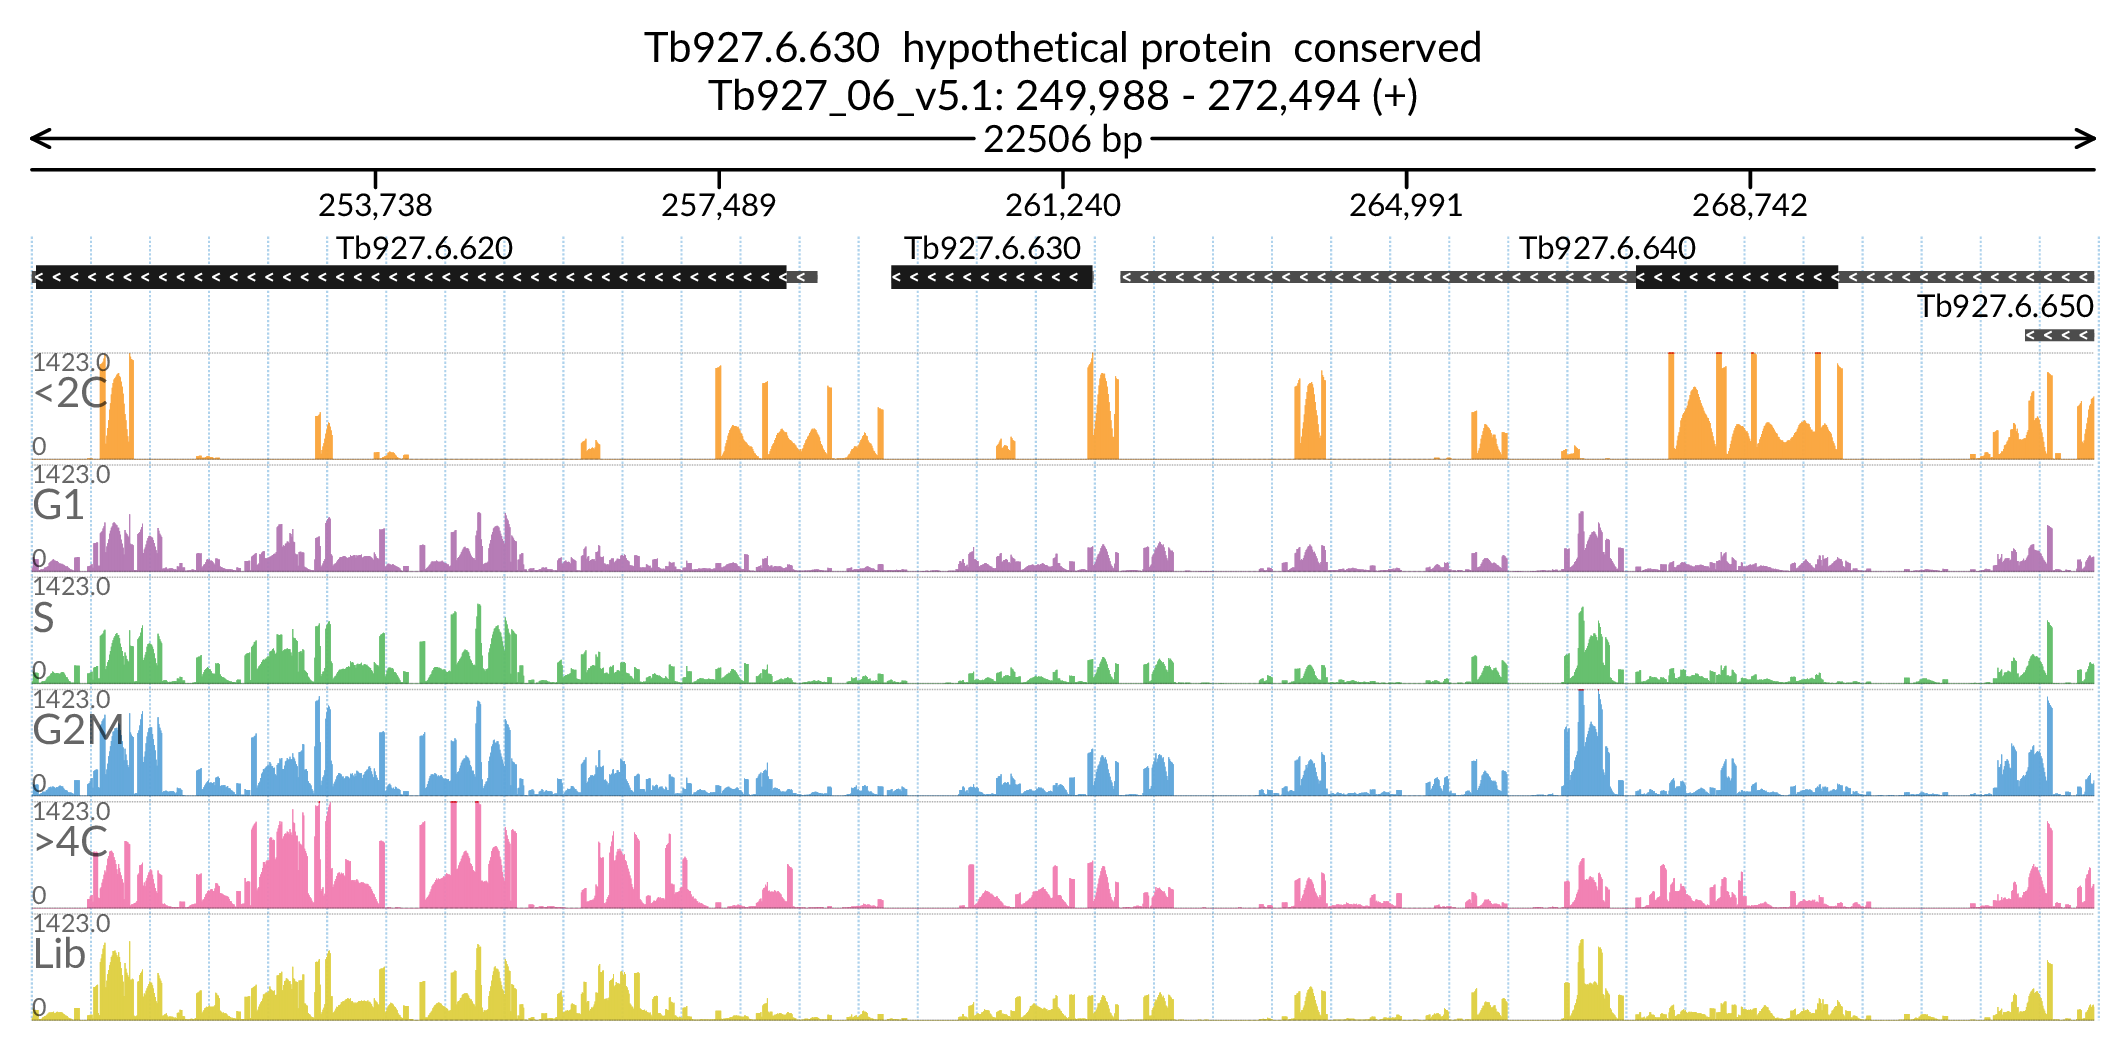 Tb927.6.630 hypothetical protein conserved
Tb927_06_v5.1: 249,988 - 272,494 (+)
22506 bp
253,738 257,489 261,240 264,991 268,742
Tb927.6.620 Tb927.6.630 Tb927.6.640
Tb927.6.650
1423.0
<2C
0
1423.0
G1
0
1423.0
S
0
1423.0
G2M
0
1423.0
>4C
0
1423.0
Lib
0